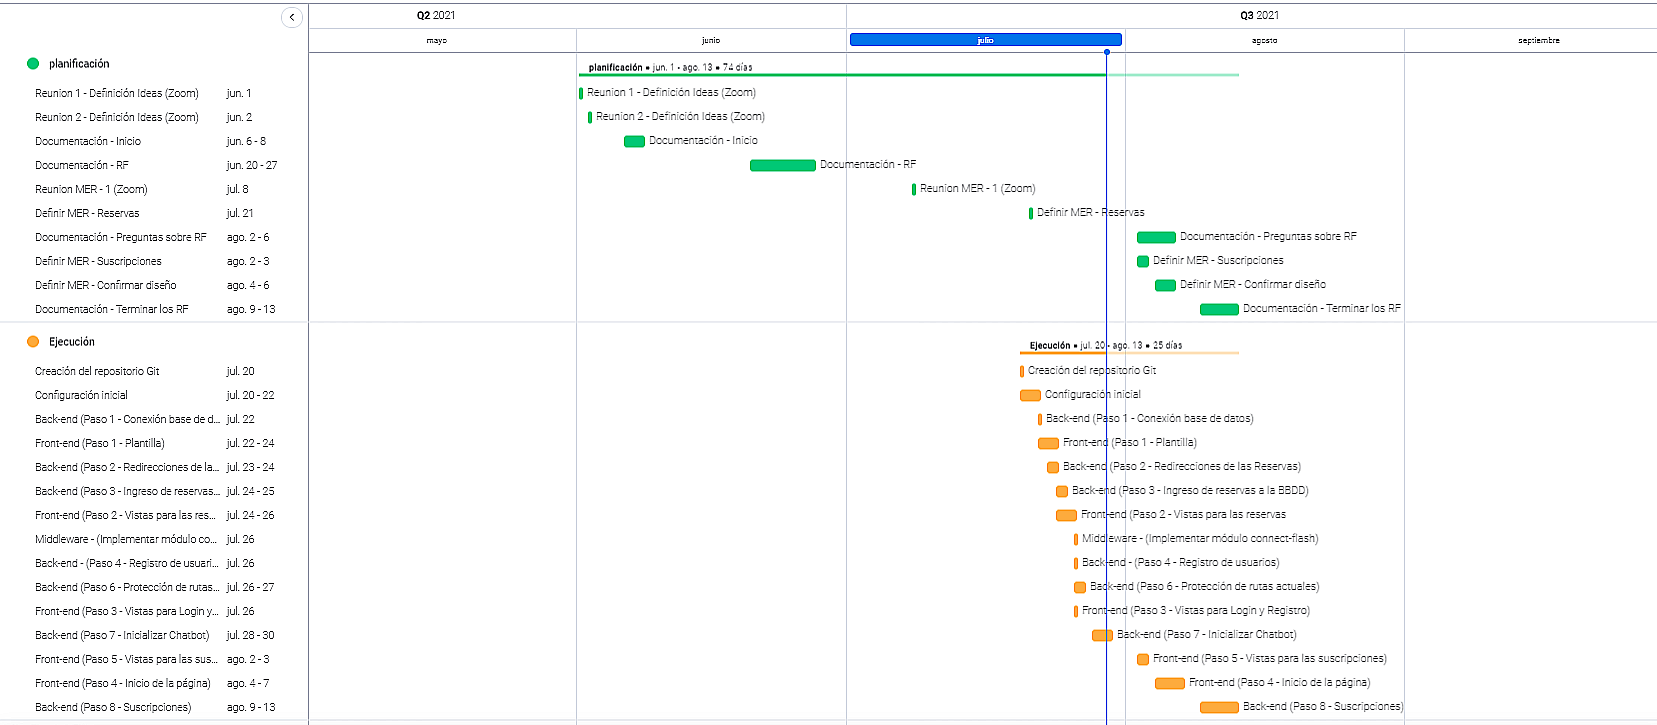 Q2 2021
Q3 2021
mayo
junio
julio
agosto
septiembre
planificación
planificación • jun. 1 - ago. 13 • 74 días
Reunion 1 - Definición Ideas (Zoom) jun. 1 Reunion 1 - Definición Ideas (Zoom)
Reunion 2 - Definición Ideas (Zoom) jun. 2 Reunion 2 - Definición Ideas (Zoom)
Documentación - Inicio jun. 6 - 8 Documentación - Inicio
Documentación - RF jun. 20 - 27 Documentación - RF
Reunion MER - 1 (Zoom) jul. 8 Reunion MER - 1 (Zoom)
Definir MER - Reservas jul. 21 Definir MER - Reservas
Documentación - Preguntas sobre RF ago. 2 - 6 Documentación - Preguntas sobre RF
Definir MER - Suscripciones ago. 2 - 3 Definir MER - Suscripciones
Definir MER - Confirmar diseño ago. 4 - 6 Definir MER - Confirmar diseño
Documentación - Terminar los RF ago. 9 - 13 Documentación - Terminar los RF
Ejecución
Ejecución • jul. 20 - ago. 13 • 25 días
Creación del repositorio Git jul. 20 Creación del repositorio Git
Configuración inicial jul. 20 - 22 Configuración inicial
Back-end (Paso 1 - Conexión base de d... jul. 22 Back-end (Paso 1 - Conexión base de datos)
Front-end (Paso 1 - Plantilla) jul. 22 - 24 Front-end (Paso 1 - Plantilla)
Back-end (Paso 2 - Redirecciones de la... jul. 23 - 24 Back-end (Paso 2 - Redirecciones de las Reservas)
Back-end (Paso 3 - Ingreso de reservas... jul. 24 - 25 Back-end (Paso 3 - Ingreso de reservas a la BBDD)
Front-end (Paso 2 - Vistas para las res... jul. 24 - 26 Front-end (Paso 2 - Vistas para las reservas
Middleware - (Implementar módulo co... jul. 26 Middleware - (Implementar módulo connect-flash)
Back-end - (Paso 4 - Registro de usuari... jul. 26 Back-end - (Paso 4 - Registro de usuarios)
Back-end (Paso 6 - Protección de rutas... jul. 26 - 27 Back-end (Paso 6 - Protección de rutas actuales)
Front-end (Paso 3 - Vistas para Login y... jul. 26 Front-end (Paso 3 - Vistas para Login y Registro)
Back-end (Paso 7 - Inicializar Chatbot) jul. 28 - 30 Back-end (Paso 7 - Inicializar Chatbot)
Front-end (Paso 5 - Vistas para las sus... ago. 2 - 3 Front-end (Paso 5 - Vistas para las suscripciones)
Front-end (Paso 4 - Inicio de la página) ago. 4 - 7 Front-end (Paso 4 - Inicio de la página)
Back-end (Paso 8 - Suscripciones) ago. 9 - 13 Back-end (Paso 8 - Suscripciones)